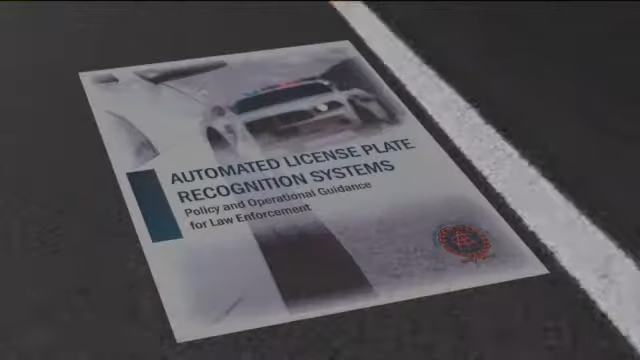 AUTOMATED LICENSE PLATE
RECOGNITION SYSTEMS
Policy and Operational Guidance
for Law Enforcement